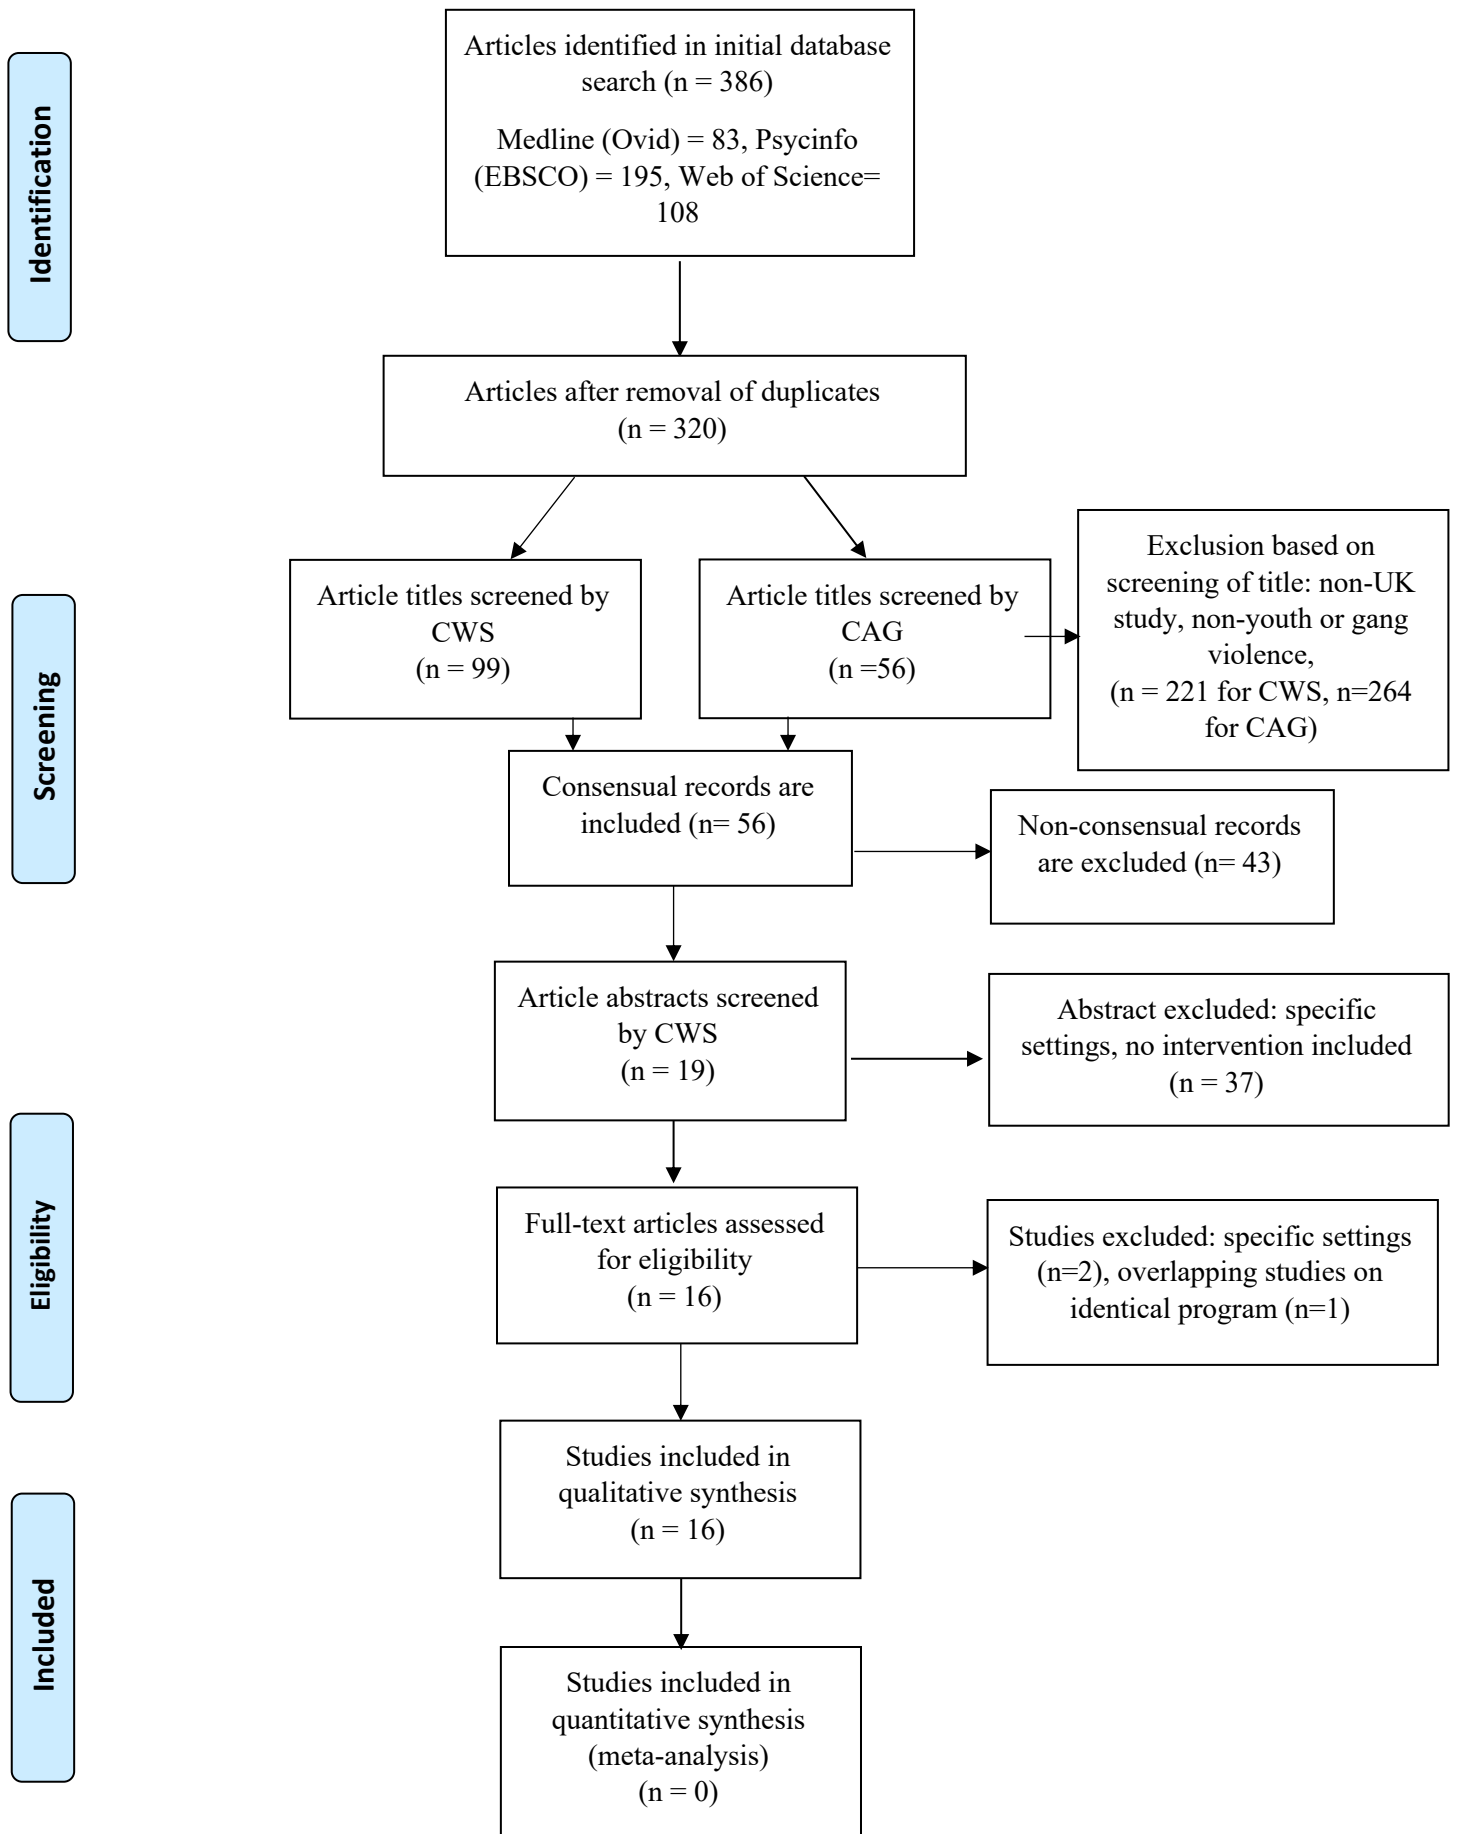 Identification
Articles identified in initial database
search (n = 386)
Medline (Ovid) = 83, Psycinfo
(EBSCO) = 195, Web of Science=
108
Articles after removal of duplicates
(n = 320)
Screening
Article titles screened by
CWS
(n = 99)
Article titles screened by
CAG
(n =56)
Exclusion based on
screening of title: non-UK
study, non-youth or gang
violence,
(n = 221 for CWS, n=264
for CAG)
Consensual records are
included (n= 56)
Non-consensual records
are excluded (n= 43)
Article abstracts screened
by CWS
(n = 19)
Abstract excluded: specific
settings, no intervention included
(n = 37)
Eligibility
Full-text articles assessed
for eligibility
(n = 16)
Studies excluded: specific settings
(n=2), overlapping studies on
identical program (n=1)
Included
Studies included in
qualitative synthesis
(n = 16)
Studies included in
quantitative synthesis
(meta-analysis)
(n = 0)